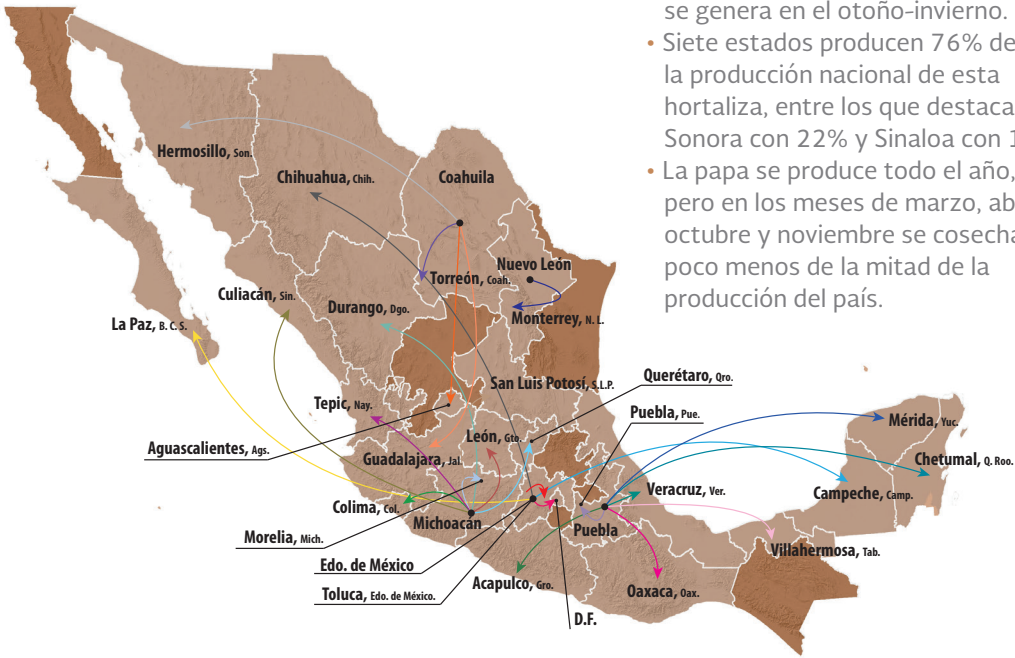 se genera en el otoño-invierno.
• Siete estados producen 76% de
la producción nacional de esta
hortaliza, entre los que destaca
Sonora con 22% y Sinaloa con
• La papa se produce todo el año,
pero en los meses de marzo,
octubre y noviembre se cosecha
poco menos de la mitad de la
producción del país.
Hermosillo, Son.
Chihuahua, Chih.
Coahuila
Nuevo León
Torreón, Coah.
Culiacán, Sin.
Durango, Dgo.
Monterrey, N. L.
La Paz, B. C. S.
San Luis Potosí, S.L.P.
Querétaro, Qro.
Tepic, Nay.
Puebla, Pue.
Mérida, Yuc.
León, Gto.
Aguascalientes, Ags.
Guadalajara, Jal.
Chetumal, Q. Roo.
Veracruz, Ver.
Campeche, Camp.
Colima, Col.
Michoacán
Puebla
Morelia, Mich.
Villahermosa, Tab.
Edo. de México
Acapulco, Gro.
Oaxaca, Oax.
Toluca, Edo. de México.
D.F.